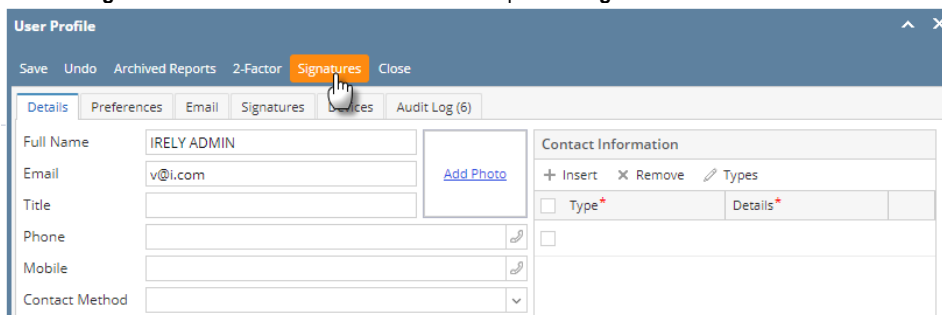 User Profile
Save Undo Archived Reports 2-Factor Signatures Close
Details Preferences Email Signatures Devices Audit Log (6)
Full Name IRELY ADMIN
Email v@i.com
Title
Phone
Mobile
Contact Method
Add Photo
Contact Information
+ Insert × Remove Types
Type* Details*